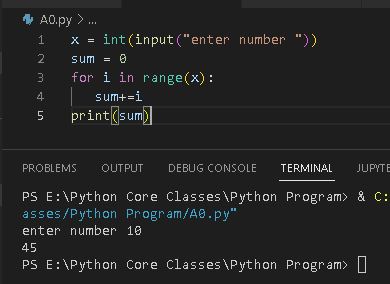 A0.py > ...
1 x = int(input("enter number "))
2 sum = 0
3 for i in range(x):
4     sum+=i
5 print(sum)
PROBLEMS OUTPUT DEBUG CONSOLE TERMINAL JUPYTE
PS E:\Python Core Classes\Python Program> & C:
asses/Python Program/A0.py"
enter number 10
45
PS E:\Python Core Classes\Python Program>